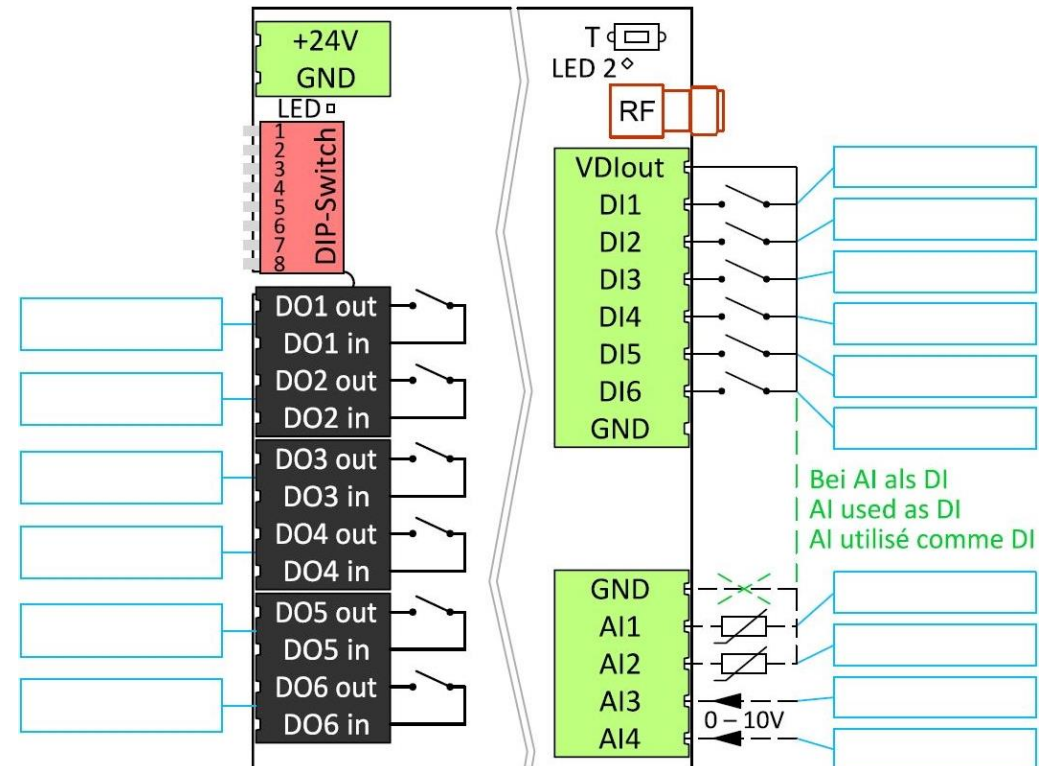 +24V
GND
LED
1
2
3
4
5
6
7
8
DIP-Switch
DO1 out
DO1 in
DO2 out
DO2 in
DO3 out
DO3 in
DO4 out
DO4 in
DO5 out
DO5 in
DO6 out
DO6 in
T
LED 2
RF
VDIout
DI1
DI2
DI3
DI4
DI5
DI6
GND
Bei AI als DI
AI used as DI
AI utilisé comme DI
GND
AI1
AI2
AI3
0 – 10V
AI4